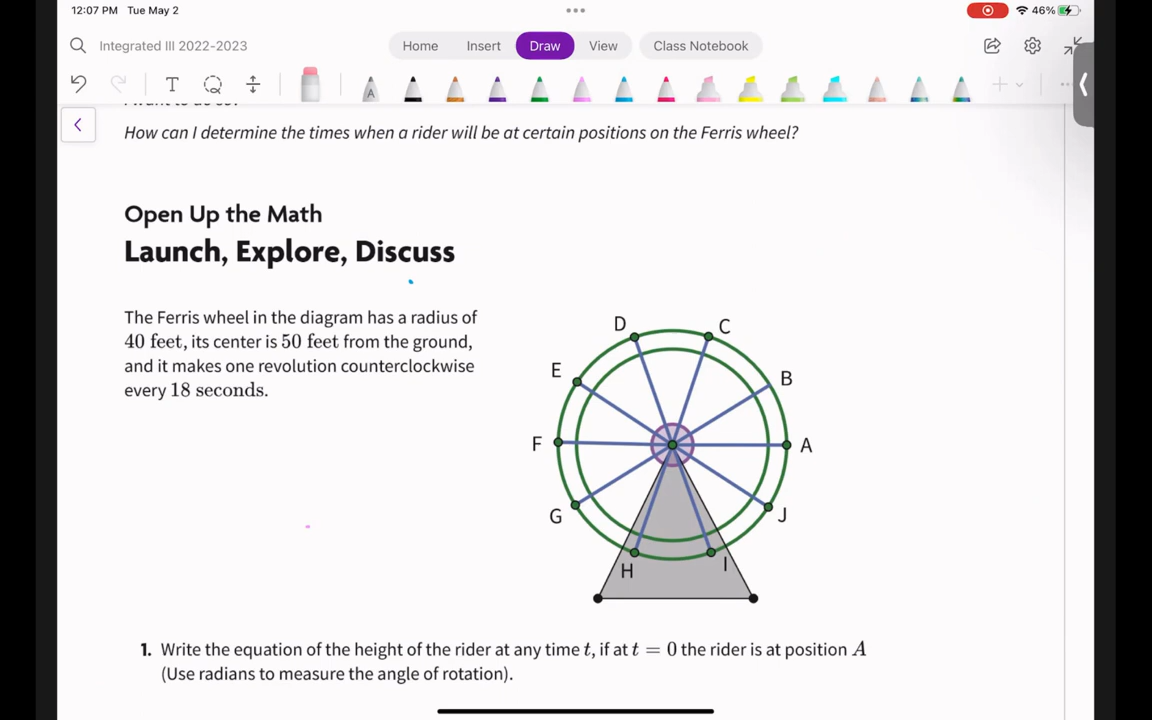 12:07 PM Tue May 2
46%
Integrated III 2022-2023
Home
Insert
Draw
View
Class Notebook
T
A
How can I determine the times when a rider will be at certain positions on the Ferris wheel?
Open Up the Math
Launch, Explore, Discuss
The Ferris wheel in the diagram has a radius of
40 feet, its center is 50 feet from the ground,
and it makes one revolution counterclockwise
every 18 seconds.
D
C
E
B
F
A
G
J
H
I
1. Write the equation of the height of the rider at any time t, if at t = 0 the rider is at position A
(Use radians to measure the angle of rotation).